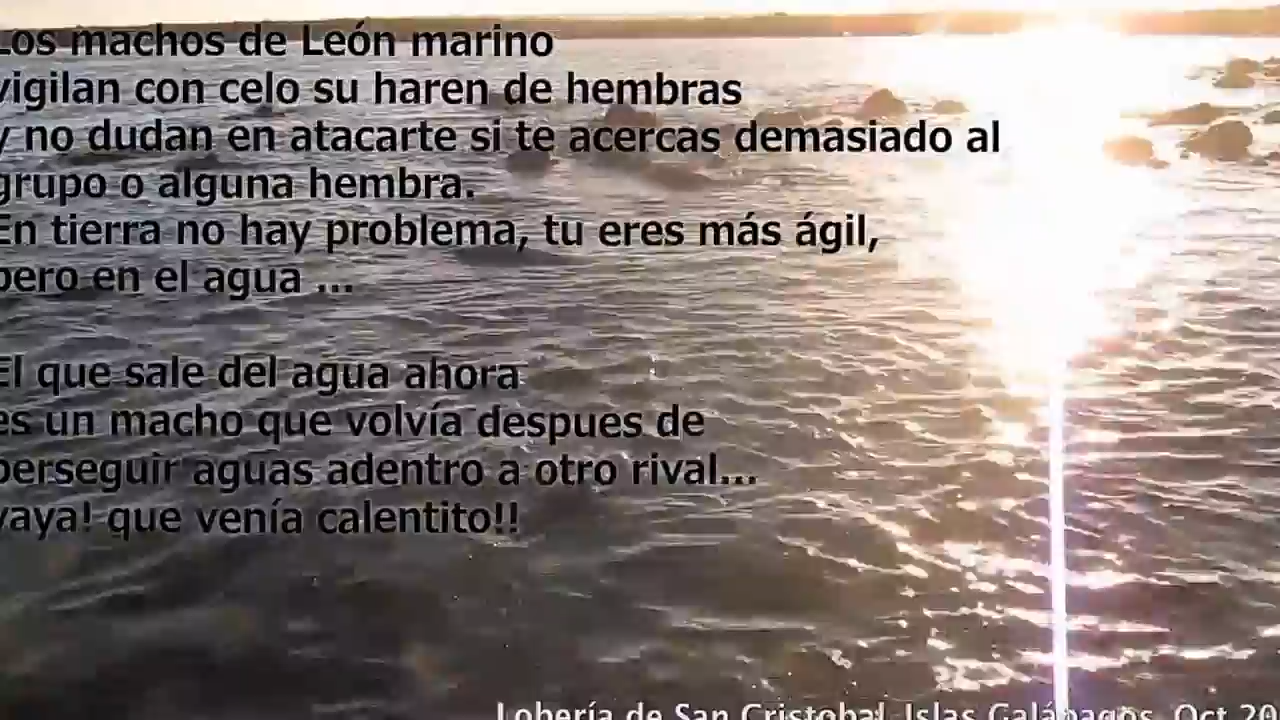 Los machos de León marino
vigilan con celo su haren de hembras
y no dudan en atacarte si te acercas demasiado al
grupo o alguna hembra.
En tierra no hay problema, tu eres más ágil,
pero en el agua ...
El que sale del agua ahora
es un macho que volvía despues de
perseguir aguas adentro a otro rival...
vaya! que venía calentito!!
Lobería de San Cristobal, Islas Galápagos, Oct 20